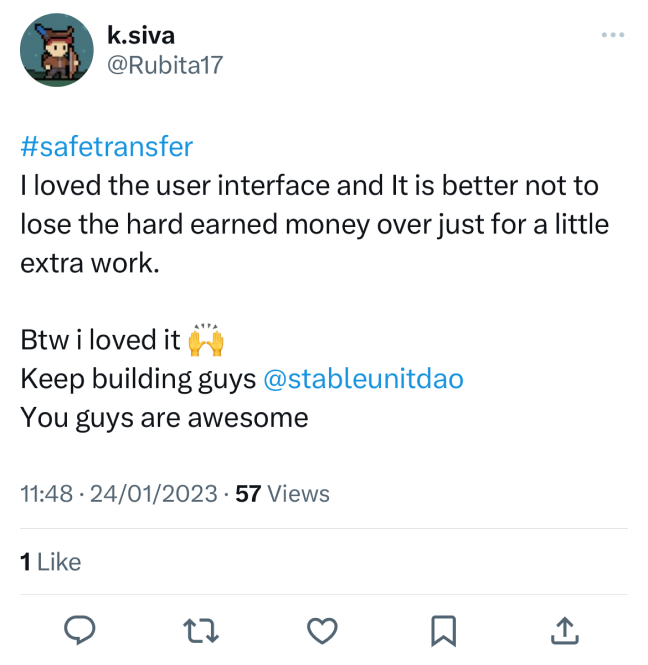 k.siva
@Rubita17
#safetransfer
I loved the user interface and It is better not to
lose the hard earned money over just for a little
extra work.
Btw i loved it 🙌
Keep building guys @stableunitdao
You guys are awesome
11:48 · 24/01/2023 · 57 Views
1 Like